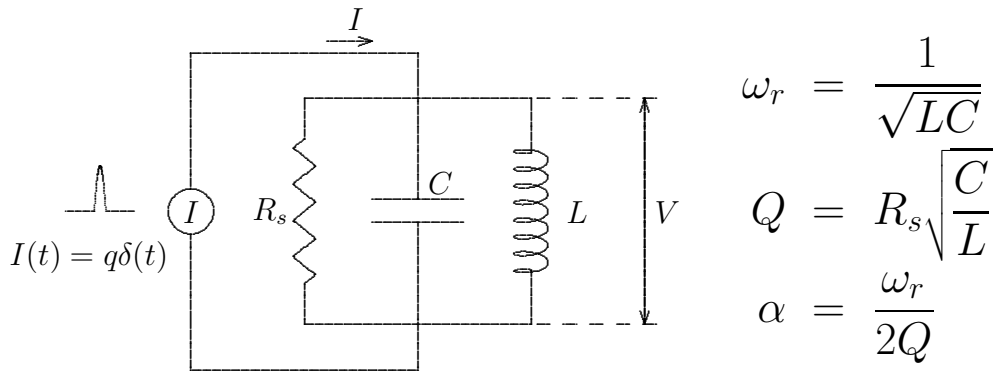 I
I
R_s
C
L
V
I(t) = qδ(t)
ω_r = 1/√(LC)
Q = R_s√(C/L)
α = ω_r/2Q